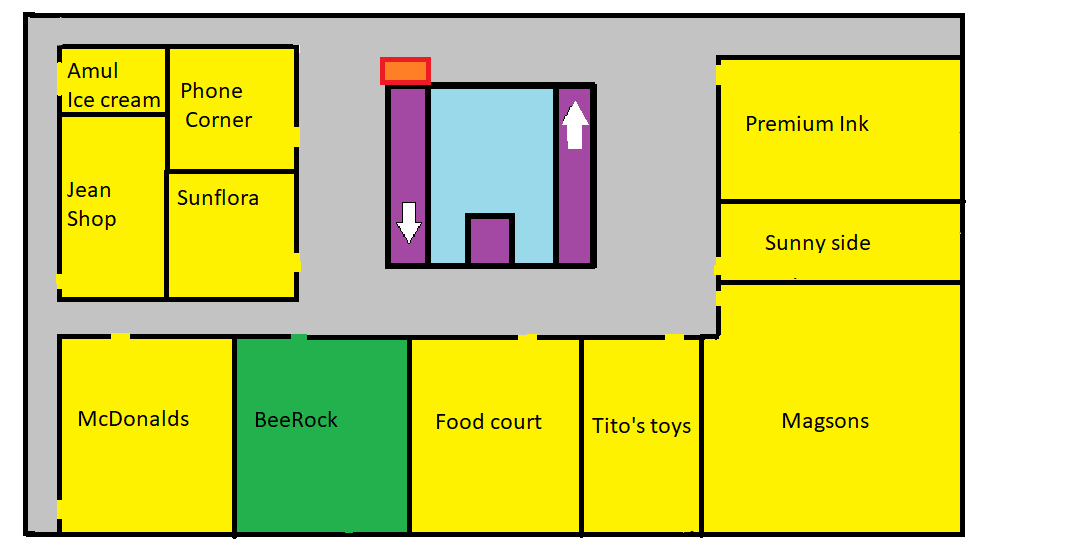 Amul
Ice cream
Phone
Corner
Premium Ink
Jean
Shop
Sunflora
Sunny side
McDonalds
BeeRock
Food court
Tito's toys
Magsons